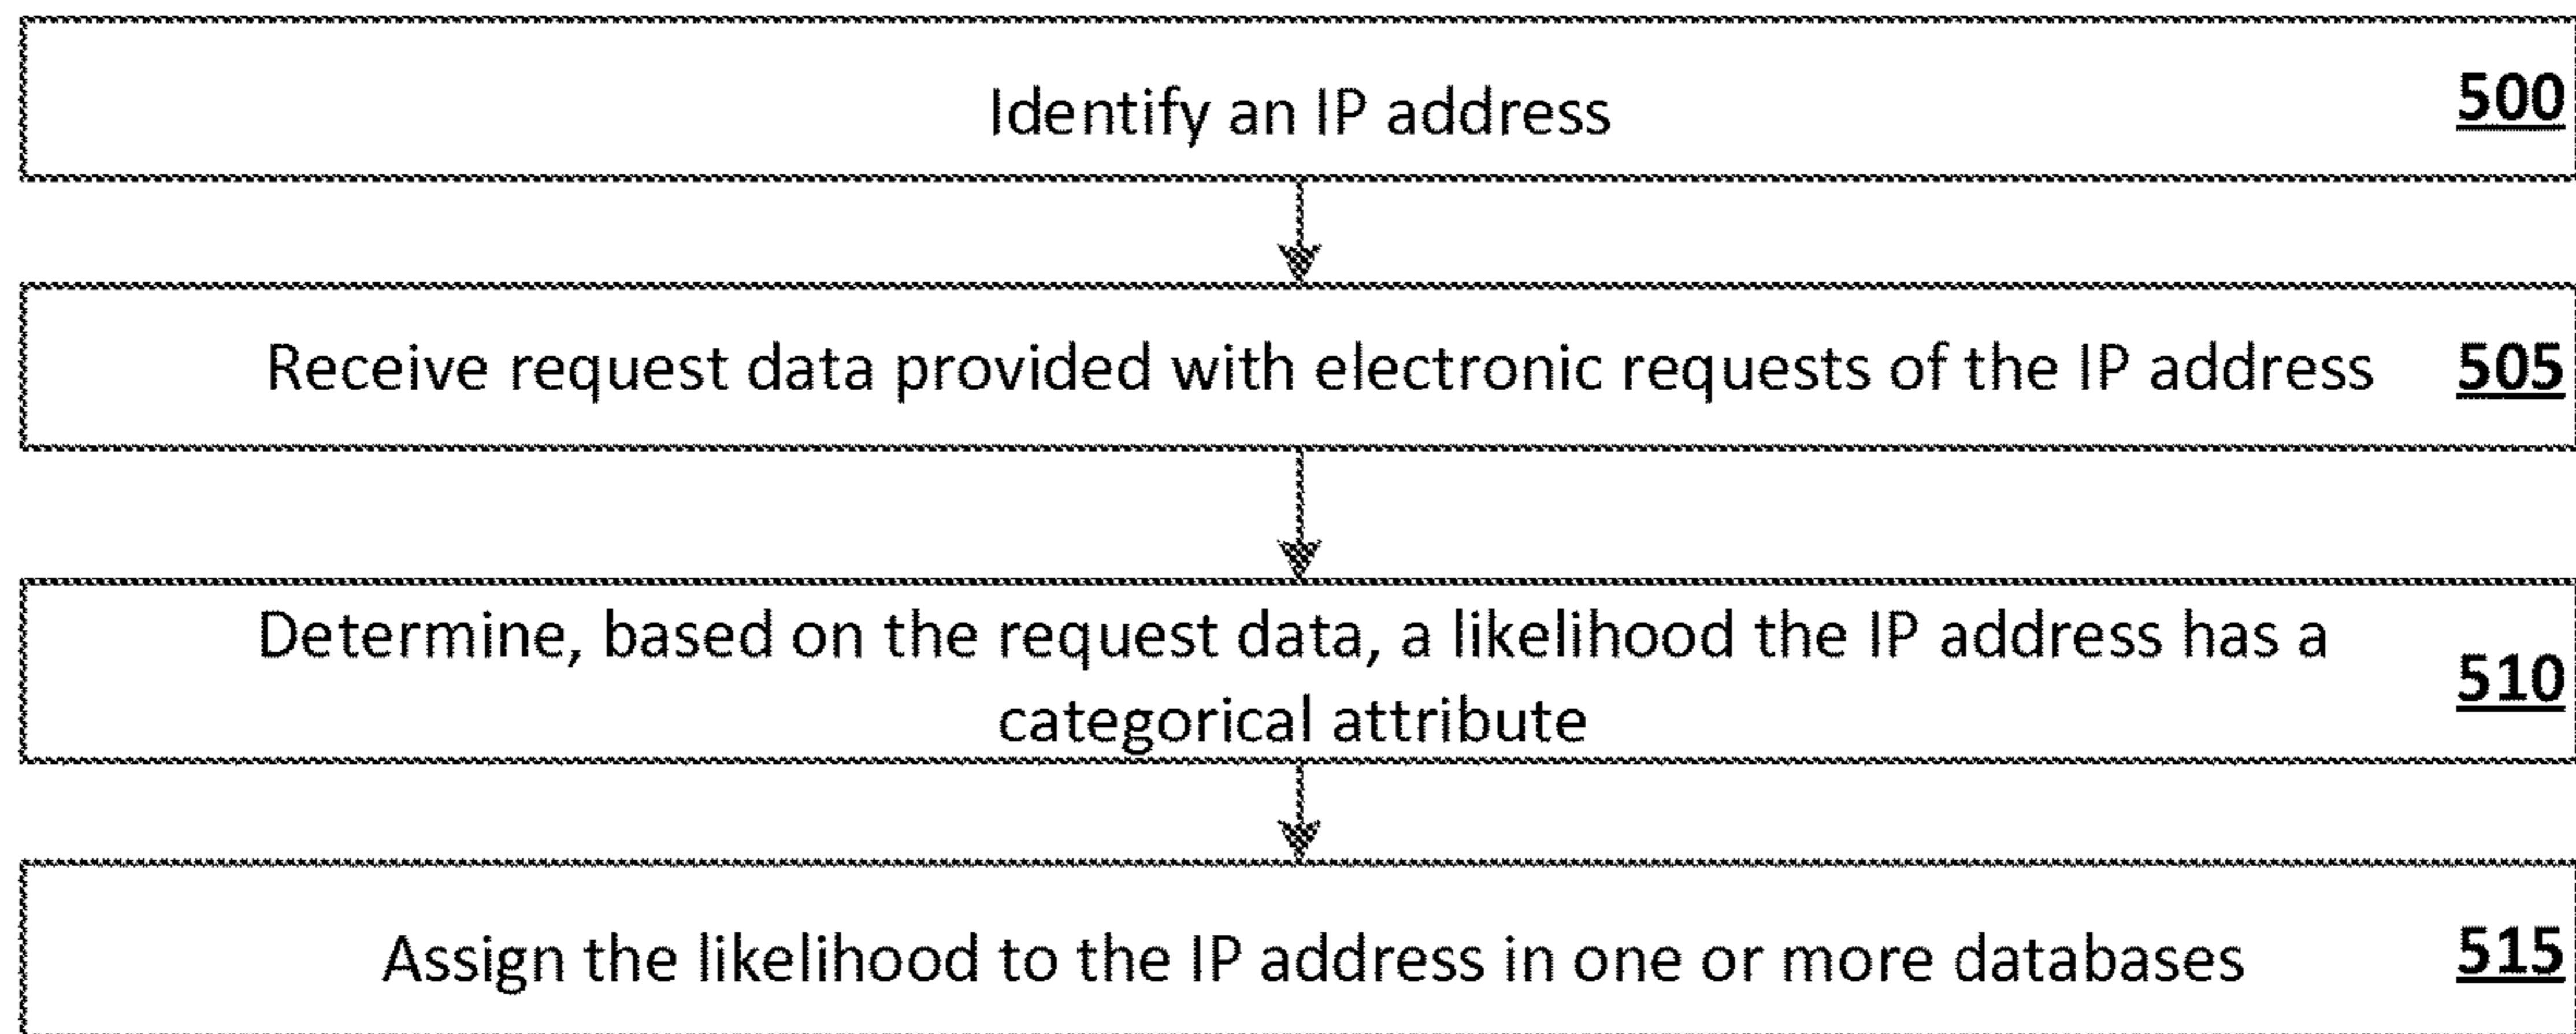 Identify an IP address 500
Receive request data provided with electronic requests of the IP address 505
Determine, based on the request data, a likelihood the IP address has a
categorical attribute 510
Assign the likelihood to the IP address in one or more databases 515